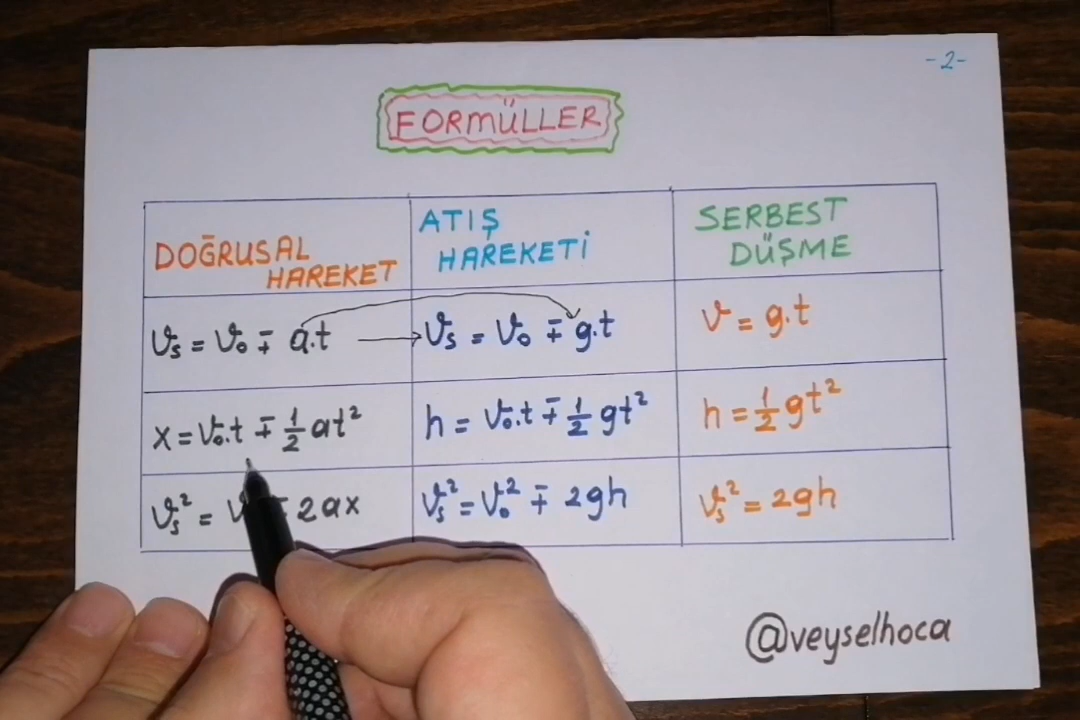 -2-
FORMÜLLER
DOĞRUSAL
HAREKET
ATIŞ
HAREKETİ
SERBEST
DÜŞME
Vs = V₀ ∓ a.t
Vs = V₀ ∓ g.t
V = g.t
x = V₀.t ∓ 1/2 at²
h = V₀.t ∓ 1/2 gt²
h = 1/2 gt²
Vs² = V ∓ 2ax
Vs² = V₀² ∓ 2gh
Vs² = 2gh
@veyselhoca